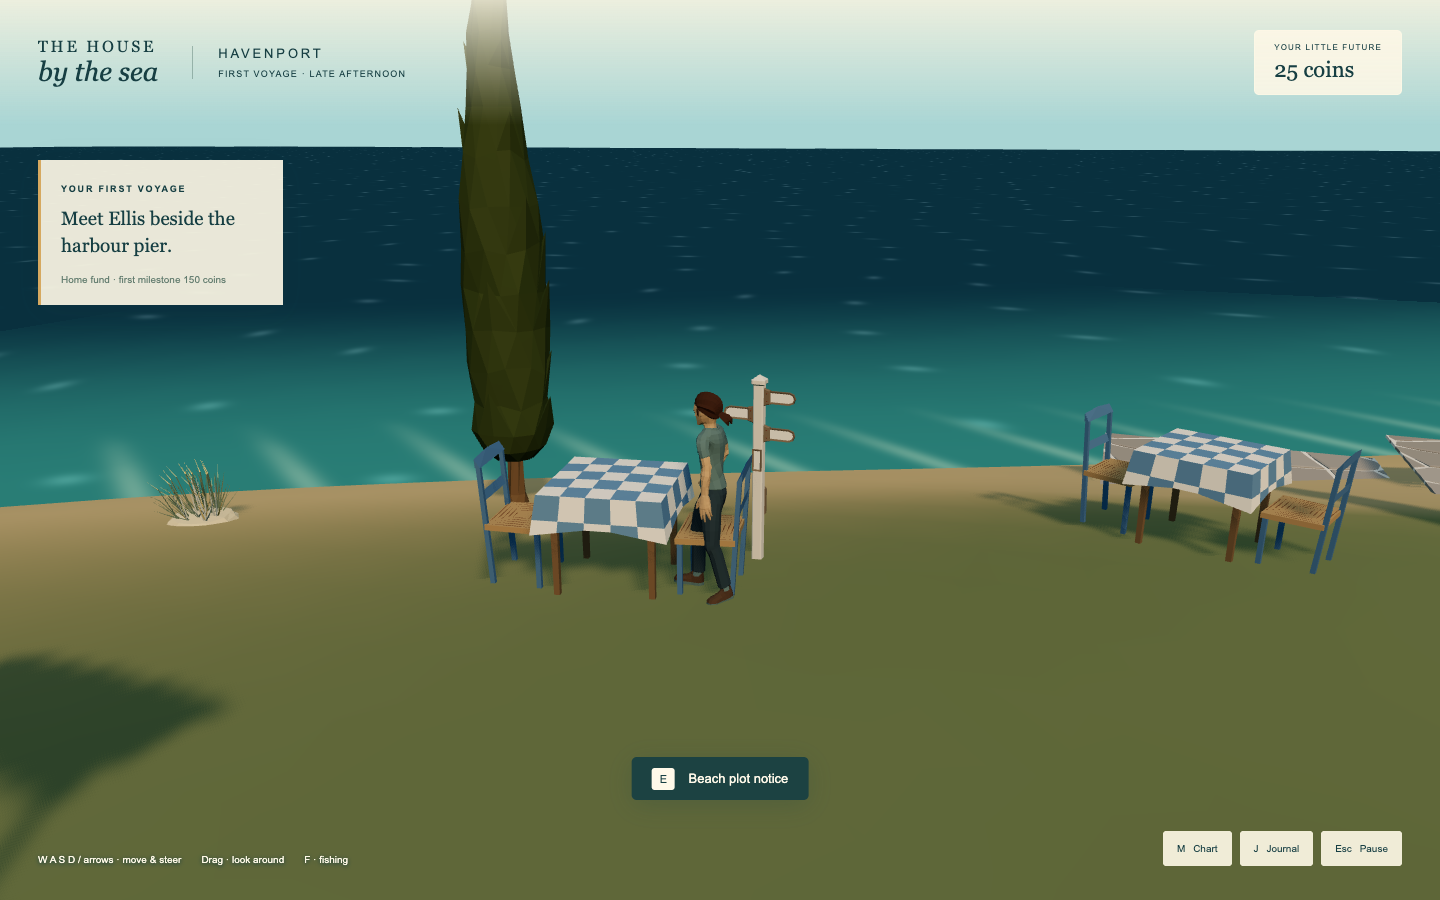 THE HOUSE
by the sea
HAVENPORT
FIRST VOYAGE · LATE AFTERNOON
YOUR LITTLE FUTURE
25 coins
YOUR FIRST VOYAGE
Meet Ellis beside the
harbour pier.
Home fund · first milestone 150 coins
E Beach plot notice
W A S D / arrows · move & steer Drag · look around F · fishing
M Chart J Journal Esc Pause